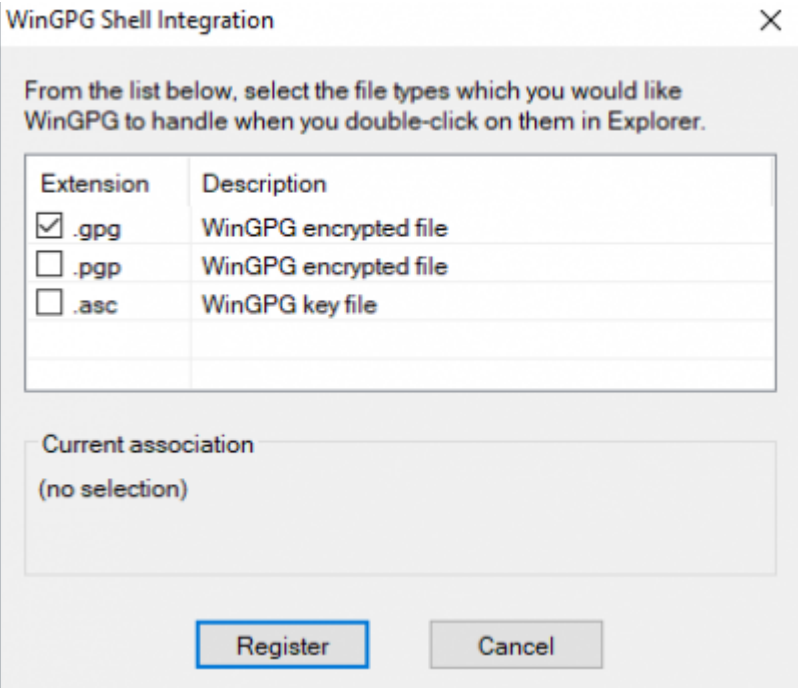 WinGPG Shell Integration
From the list below, select the file types which you would like
WinGPG to handle when you double-click on them in Explorer.
Extension Description
.gpg WinGPG encrypted file
.pgp WinGPG encrypted file
.asc WinGPG key file
Current association
(no selection)
Register Cancel